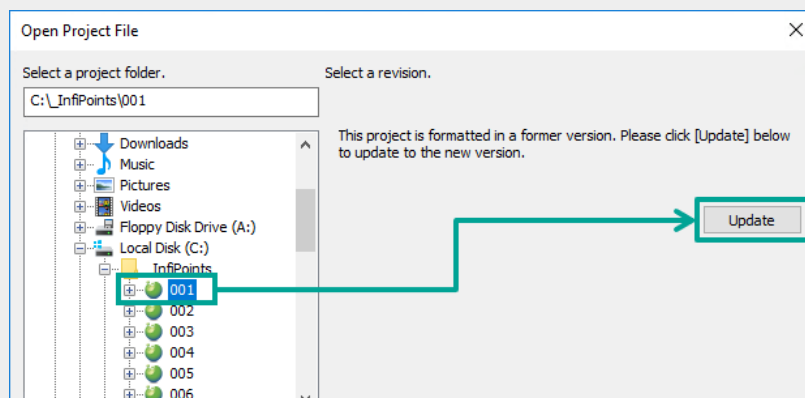 Open Project File
Select a project folder.
Select a revision.
C:\_InfiPoints\001
This project is formatted in a former version. Please click [Update] below
to update to the new version.
Downloads
Music
Pictures
Videos
Floppy Disk Drive (A:)
Update
Local Disk (C:)
_InfiPoints
001
002
003
004
005
006